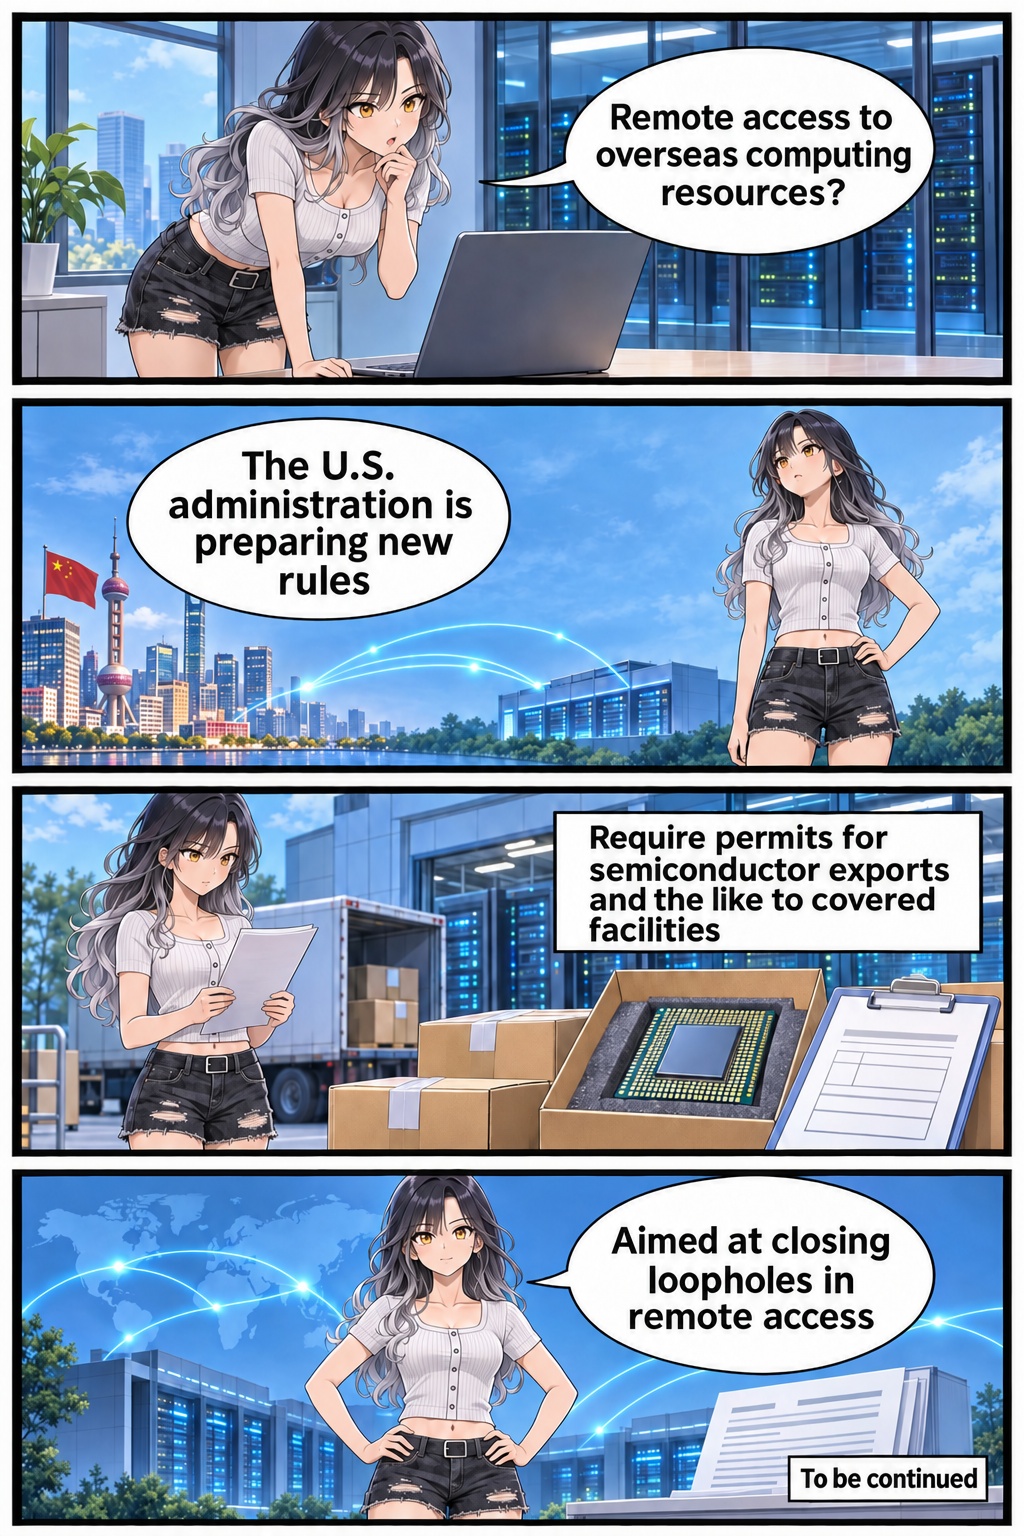 Remote access to
overseas computing
resources?
The U.S.
administration is
preparing new
rules
Require permits for
semiconductor exports
and the like to covered
facilities
Aimed at closing
loopholes in
remote access
To be continued